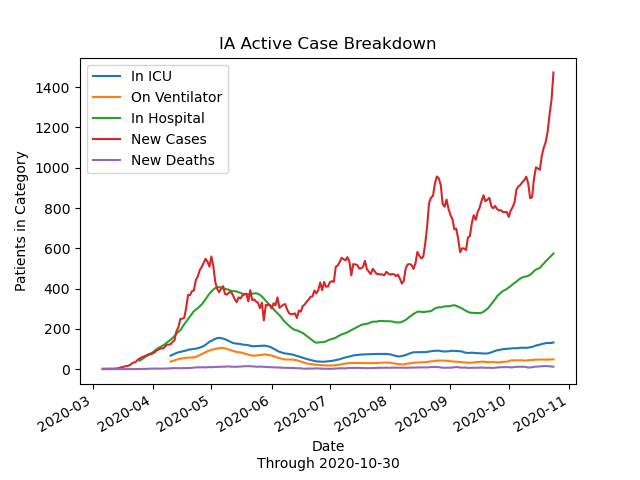 IA Active Case Breakdown
In ICU
On Ventilator
In Hospital
New Cases
New Deaths
Patients in Category
1400
1200
1000
800
600
400
200
0
2020-03
2020-04
2020-05
2020-06
2020-07
2020-08
2020-09
2020-10
2020-11
Date
Through 2020-10-30